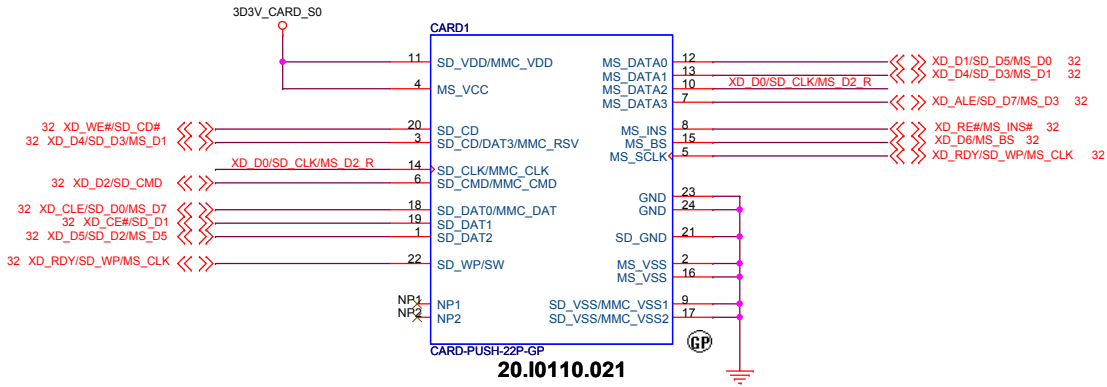 3D3V_CARD_S0
CARD1
11 SD_VDD/MMC_VDD
4 MS_VCC
32 XD_WE#/SD_CD# 20 SD_CD
32 XD_D4/SD_D3/MS_D1 3 SD_CD/DAT3/MMC_RSV
XD_D0/SD_CLK/MS_D2_R 14 SD_CLK/MMC_CLK
32 XD_D2/SD_CMD 6 SD_CMD/MMC_CMD
32 XD_CLE/SD_D0/MS_D7 18 SD_DAT0/MMC_DAT
32 XD_CE#/SD_D1 19 SD_DAT1
32 XD_D5/SD_D2/MS_D5 1 SD_DAT2
32 XD_RDY/SD_WP/MS_CLK 22 SD_WP/SW
NP1 NP1
NP2 NP2
MS_DATA0 12 XD_D1/SD_D5/MS_D0 32
MS_DATA1 13 XD_D4/SD_D3/MS_D1 32
MS_DATA2 10 XD_D0/SD_CLK/MS_D2_R
MS_DATA3 7 XD_ALE/SD_D7/MS_D3 32
MS_INS 8 XD_RE#/MS_INS# 32
MS_BS 15 XD_D6/MS_BS 32
MS_SCLK 5 XD_RDY/SD_WP/MS_CLK 32
GND 23
GND 24
SD_GND 21
MS_VSS 2
MS_VSS 16
SD_VSS/MMC_VSS1 9
SD_VSS/MMC_VSS2 17
GP
CARD-PUSH-22P-GP
20.I0110.021